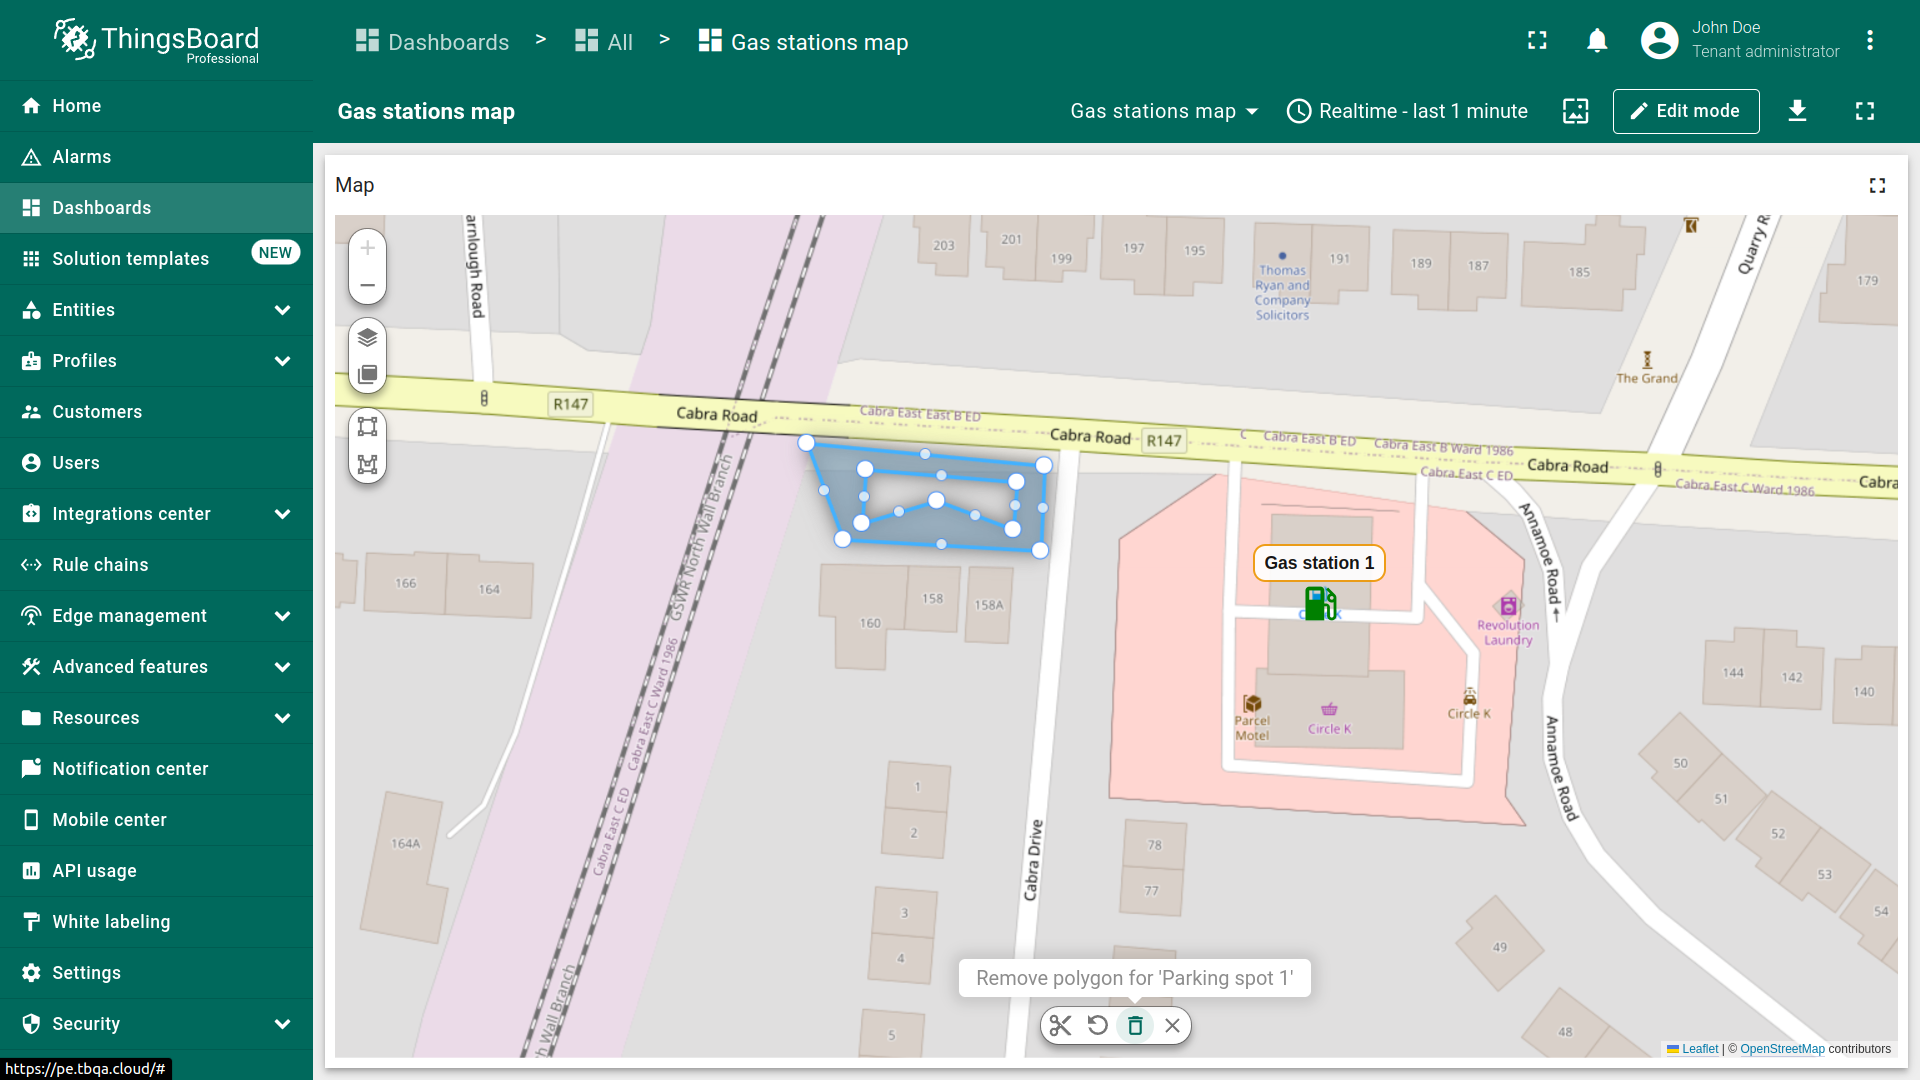 ThingsBoard
Professional
Dashboards > All > Gas stations map
John Doe
Tenant administrator
Gas stations map
Gas stations map
Realtime - last 1 minute
Edit mode
Home
Alarms
Dashboards
Solution templates
NEW
Entities
Profiles
Customers
Users
Integrations center
Rule chains
Edge management
Advanced features
Resources
Notification center
Mobile center
API usage
White labeling
Settings
Security
https://pe.tbqa.cloud/#
Map
+
−
arnlough Road
203
201
199
197
195
Thomas
Ryan and
Company
Solicitors
191
189
187
185
Quarry R
179
The Grand
R147
Cabra Road
Cabra East East B ED
Cabra Road
R147
C
Cabra East B ED
Cabra East B Ward 1986
Cabra East C ED
Cabra Road
Cabra East C Ward 1986
Cabra
GSWR North Wall Branch
Cabra East C Ward 1986
Cabra East C ED
h Wall Branch
166
164
164A
160
158
158A
Gas station 1
Revolution
Laundry
Annamoe Road
Annamoe Road
Parcel
Motel
Circle K
Circle K
144
142
140
1
2
3
4
5
Cabra Drive
78
77
50
51
52
53
54
49
48
Remove polygon for 'Parking spot 1'
Leaflet | © OpenStreetMap contributors